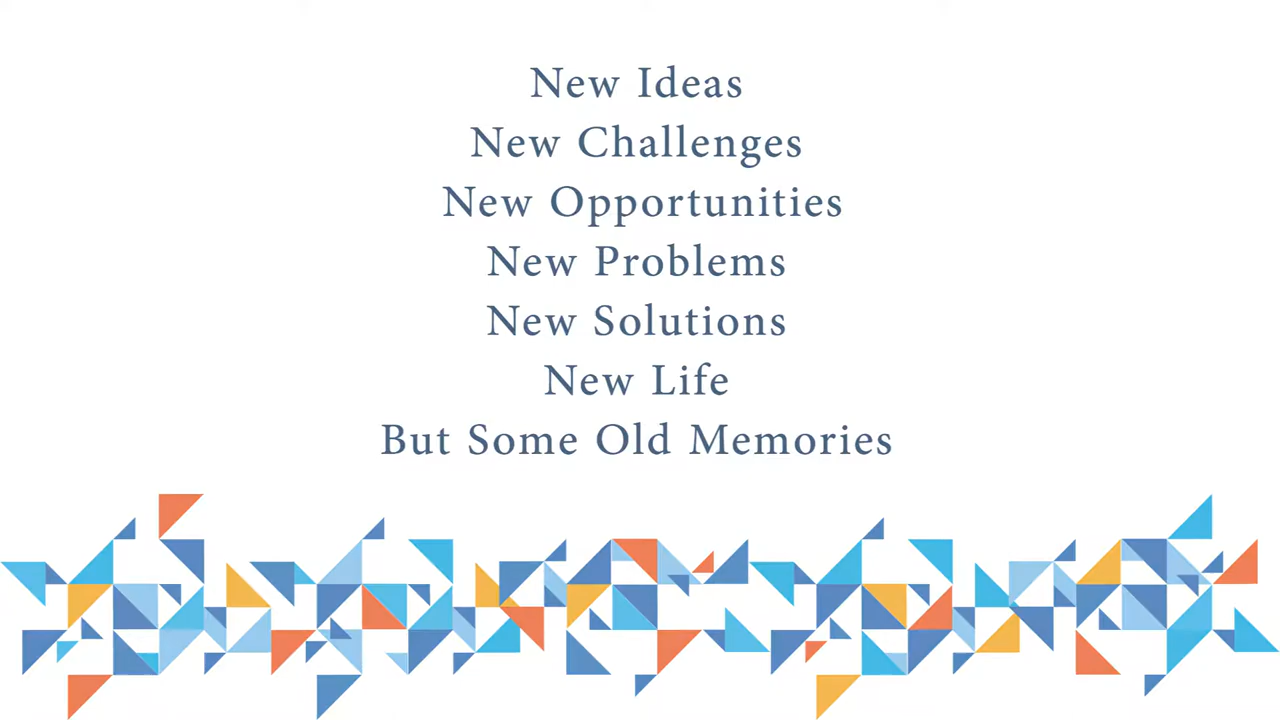 New Ideas
New Challenges
New Opportunities
New Problems
New Solutions
New Life
But Some Old Memories